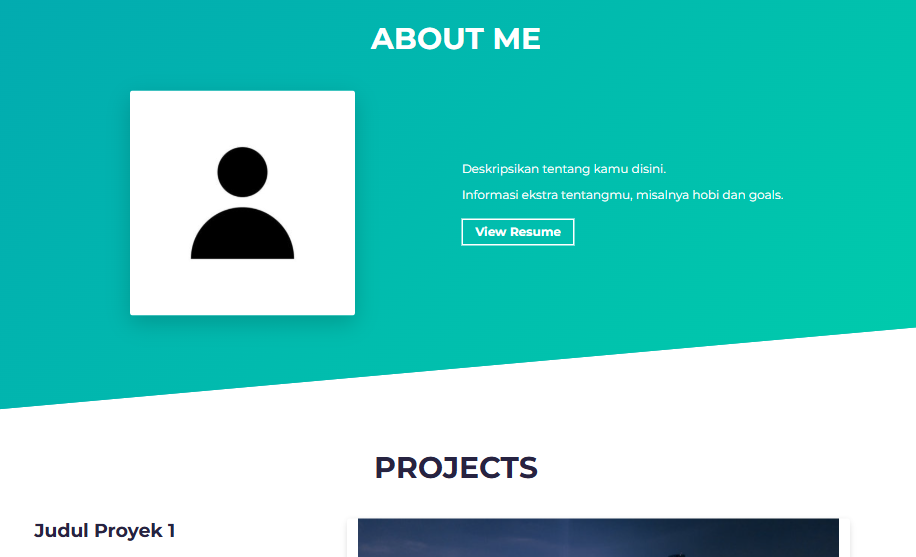 ABOUT ME
Deskripsikan tentang kamu disini.
Informasi ekstra tentangmu, misalnya hobi dan goals.
View Resume
PROJECTS
Judul Proyek 1